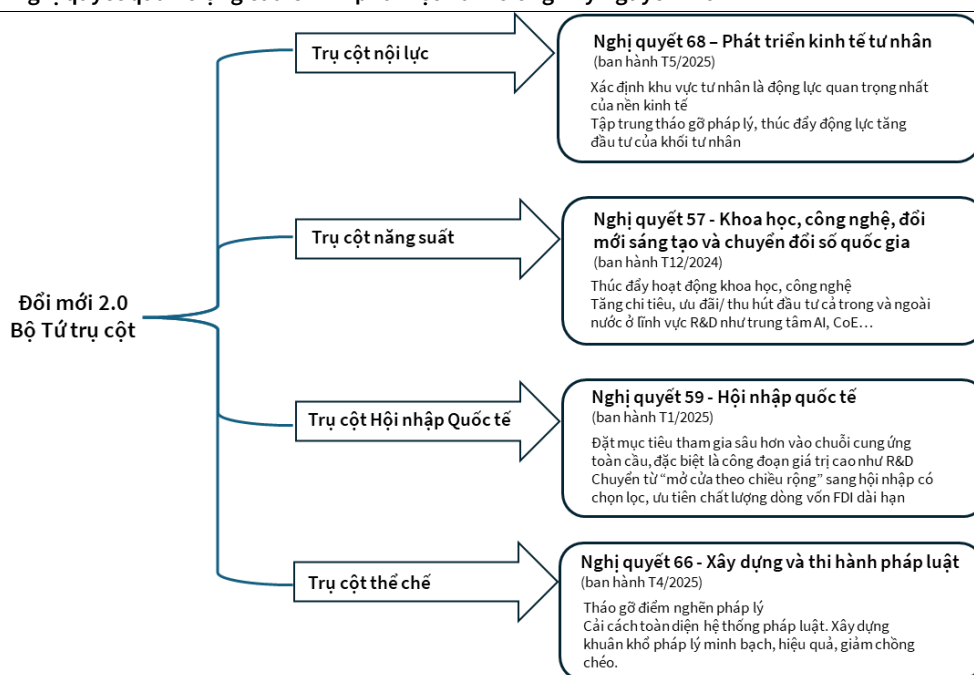 Trụ cột nội lực
Nghị quyết 68 – Phát triển kinh tế tư nhân
(ban hành T5/2025)
Xác định khu vực tư nhân là động lực quan trọng nhất
của nền kinh tế
Tập trung tháo gỡ pháp lý, thúc đẩy động lực tăng
đầu tư của khối tư nhân
Trụ cột năng suất
Nghị quyết 57 - Khoa học, công nghệ, đổi
mới sáng tạo và chuyển đổi số quốc gia
(ban hành T12/2024)
Thúc đẩy hoạt động khoa học, công nghệ
Tăng chi tiêu, ưu đãi/ thu hút đầu tư cả trong và ngoài
nước ở lĩnh vực R&D như trung tâm AI, CoE...
Đổi mới 2.0
Bộ Tứ trụ cột
Trụ cột Hội nhập Quốc tế
Nghị quyết 59 - Hội nhập quốc tế
(ban hành T1/2025)
Đặt mục tiêu tham gia sâu hơn vào chuỗi cung ứng
toàn cầu, đặc biệt là công đoạn giá trị cao như R&D
Chuyển từ “mở cửa theo chiều rộng” sang hội nhập có
chọn lọc, ưu tiên chất lượng dòng vốn FDI dài hạn
Trụ cột thể chế
Nghị quyết 66 - Xây dựng và thi hành pháp luật
(ban hành T4/2025)
Tháo gỡ điểm nghẽn pháp lý
Cải cách toàn diện hệ thống pháp luật. Xây dựng
khuân khổ pháp lý minh bạch, hiệu quả, giảm chồng
chéo.